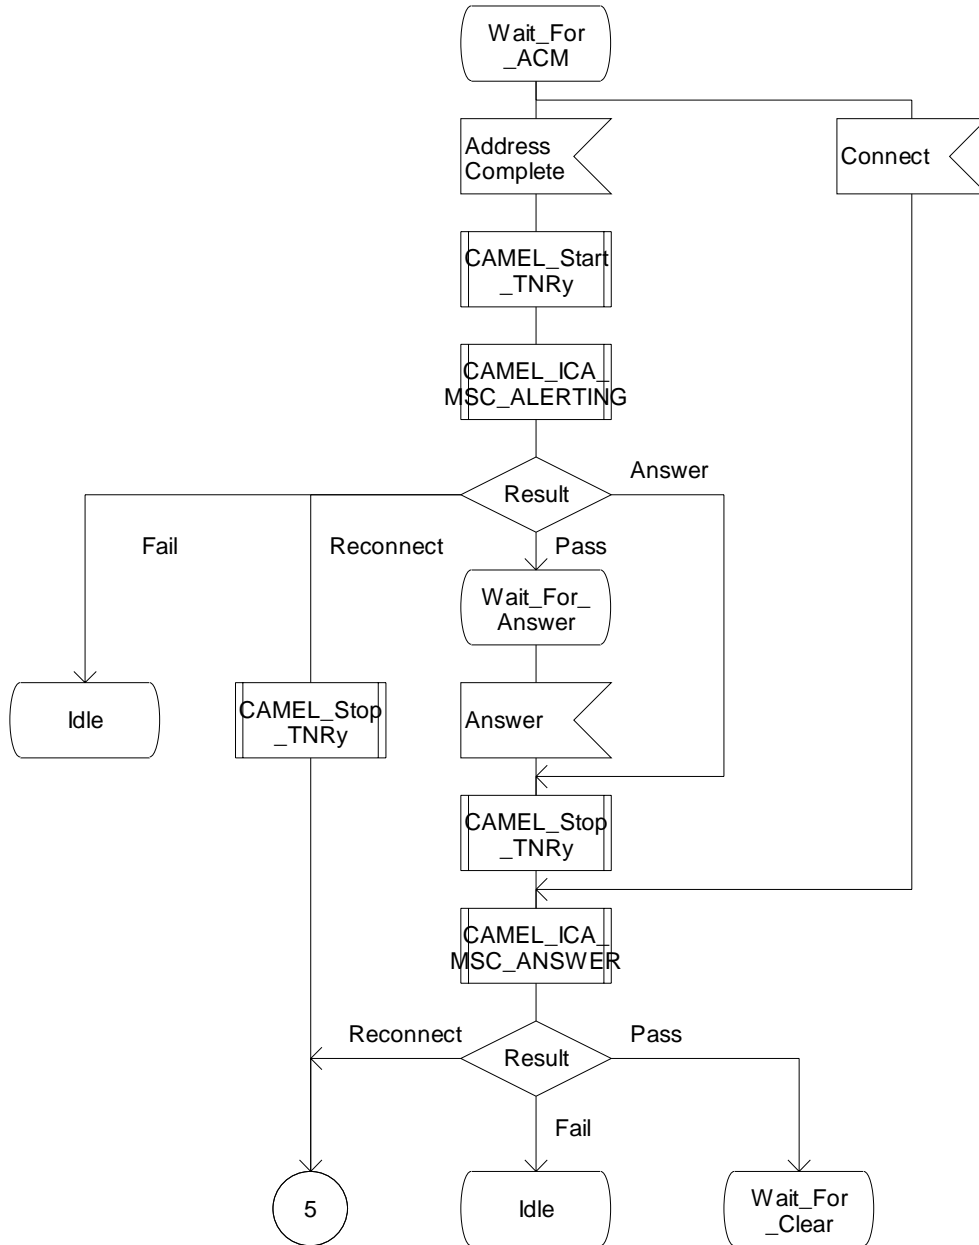 Wait_For
_ACM
Address
Complete
Connect
CAMEL_Start
_TNRy
CAMEL_ICA_
MSC_ALERTING
Result
Answer
Fail
Reconnect
Pass
Wait_For_
Answer
Idle
CAMEL_Stop
_TNRy
Answer
CAMEL_Stop
_TNRy
CAMEL_ICA_
MSC_ANSWER
Reconnect
Result
Pass
Fail
5
Idle
Wait_For
_Clear